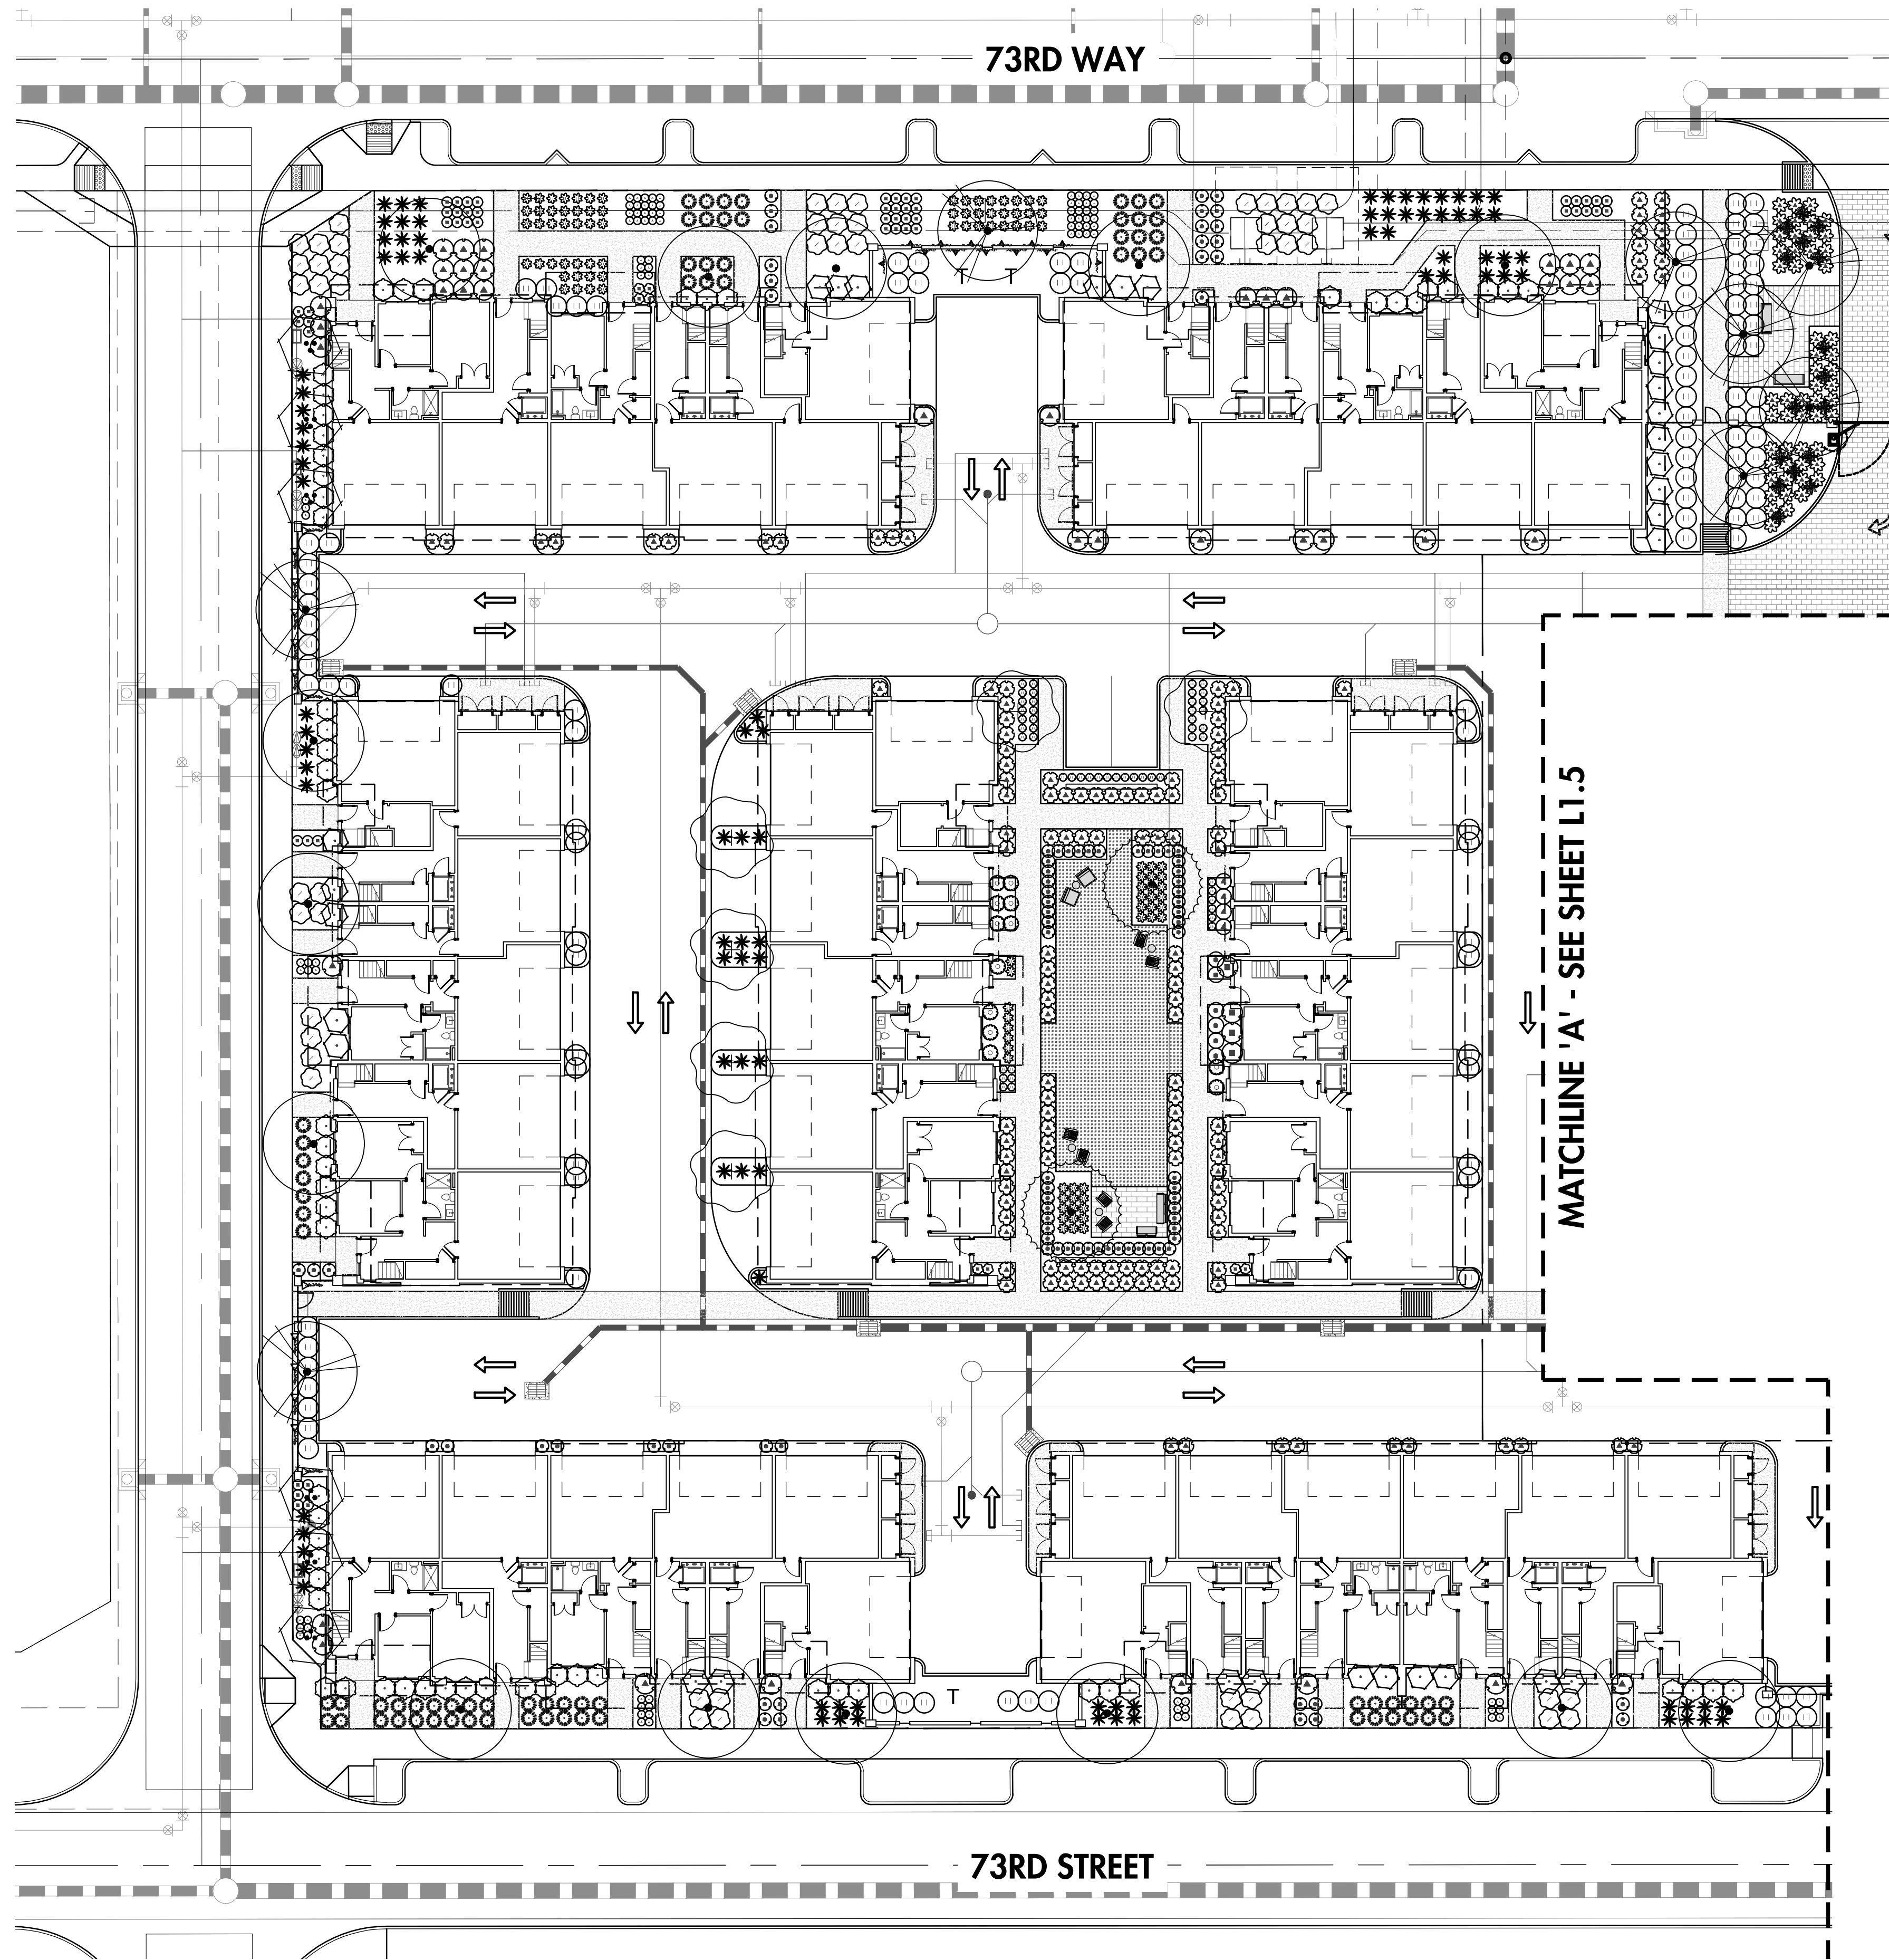 73RD WAY
T T
MATCHLINE 'A' - SEE SHEET L1.5
T
73RD STREET